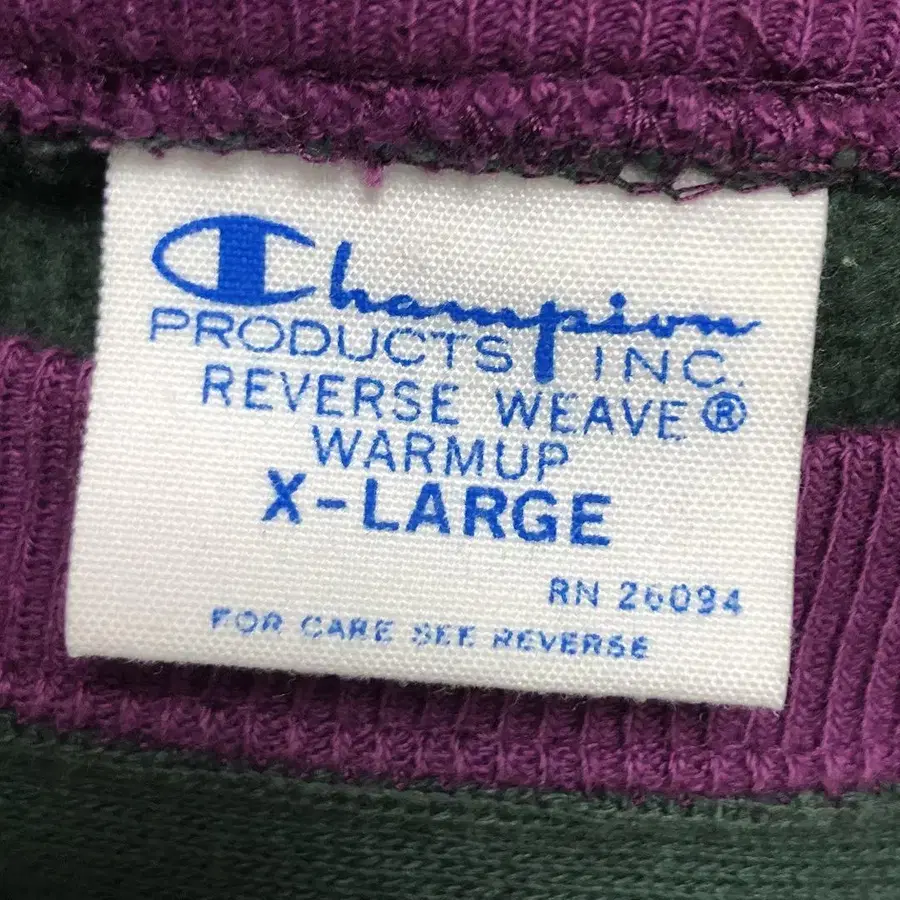 Champion
PRODUCTS INC.
REVERSE WEAVE®
WARMUP
X-LARGE
RN 26094
FOR CARE SEE REVERSE